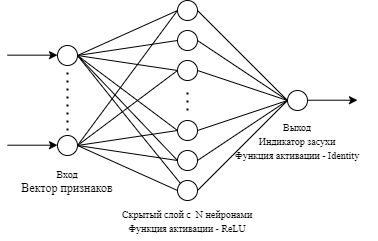 Вход
Вектор признаков
Выход
Индикатор засухи
Функция активации - Identity
Скрытый слой с N нейронами
Функция активации - ReLU